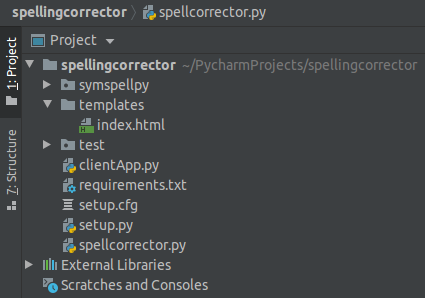 spellingcorrector spellcorrector.py
1: Project
Project
spellingcorrector ~/PycharmProjects/spellingcorrector
symspellpy
templates
index.html
test
clientApp.py
requirements.txt
setup.cfg
setup.py
spellcorrector.py
External Libraries
Scratches and Consoles
7: Structure